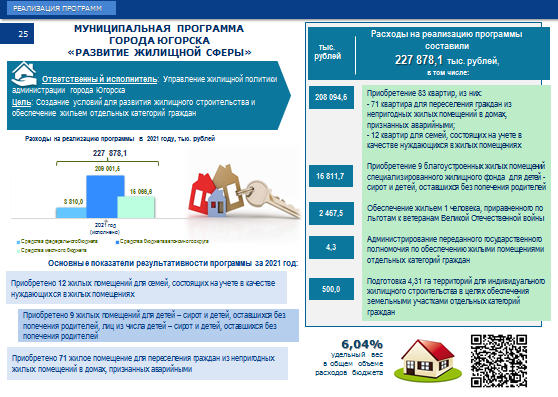 РЕАЛИЗАЦИЯ ПРОГРАММ
25
МУНИЦИПАЛЬНАЯ ПРОГРАММА
ГОРОДА ЮГОРСКА
«РАЗВИТИЕ ЖИЛИЩНОЙ СФЕРЫ»
Ответственный исполнитель: Управление жилищной политики
администрации города Югорска
Цель: Создание условий для развития жилищного строительства и
обеспечение жильем отдельных категорий граждан
Расходы на реализацию программы в 2021 году, тыс. рублей
227 878,1
209 001,5
8 810,0
10 066,6
2021 год
(исполнено)
Средства федерального бюджета
Средства бюджета автономного округа
Средства местного бюджета
Основные показатели результативности программы за 2021 год:
Приобретено 12 жилых помещений для семей, состоящих на учете в качестве
нуждающихся в жилых помещениях
Приобретено 9 жилых помещений для детей – сирот и детей, оставшихся без
попечения родителей, лиц из числа детей – сирот и детей, оставшихся без
попечения родителей
Приобретено 71 жилое помещение для переселения граждан из непригодных
жилых помещений в домах, признанных аварийными
тыс.
рублей
Расходы на реализацию программы
составили
227 878,1 тыс. рублей,
в том числе:
208 094,6
Приобретение 83 квартир, из них:
- 71 квартира для переселения граждан из
непригодных жилых помещений в домах,
признанных аварийными;
- 12 квартир для семей, состоящих на учете в
качестве нуждающихся в жилых помещениях
16 811,7
Приобретение 9 благоустроенных жилых помещений
специализированного жилищного фонда для детей -
сирот и детей, оставшихся без попечения родителей
2 467,5
Обеспечение жильем 1 человека, приравненного по
льготам к ветеранам Великой Отечественной войны
4,3
Администрирование переданного государственного
полномочия по обеспечению жилыми помещениями
отдельных категорий граждан
500,0
Подготовка 4,31 га территорий для индивидуального
жилищного строительства в целях обеспечения
земельными участками отдельных категорий
граждан
6,04%
удельный вес
в общем объеме
расходов бюджета